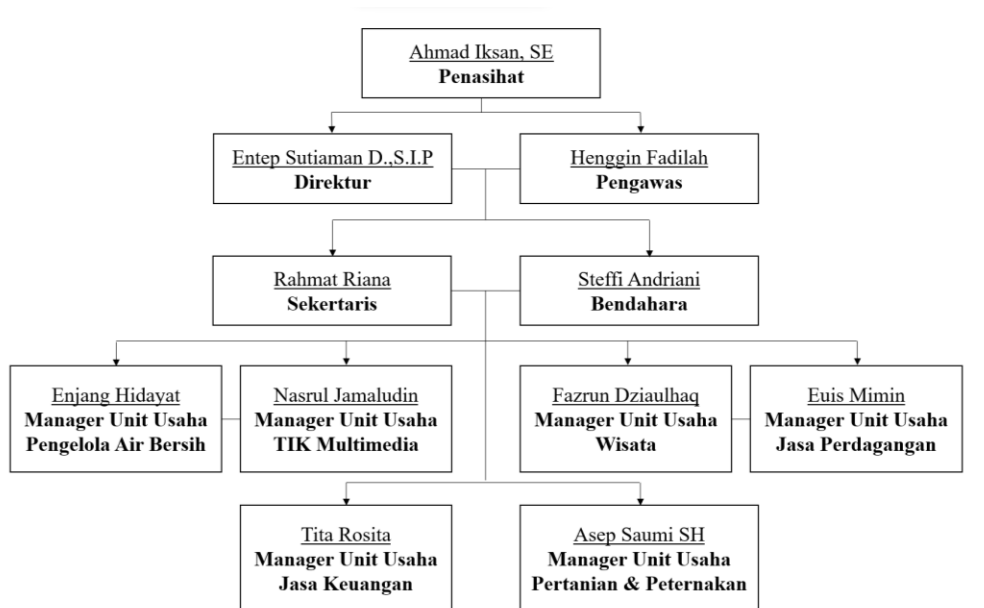 Ahmad Iksan, SE
Penasihat
Entep Sutiaman D.,S.I.P
Direktur
Henggin Fadilah
Pengawas
Rahmat Riana
Sekertaris
Steffi Andriani
Bendahara
Enjang Hidayat
Manager Unit Usaha
Pengelola Air Bersih
Nasrul Jamaludin
Manager Unit Usaha
TIK Multimedia
Fazrun Dziaulhaq
Manager Unit Usaha
Wisata
Euis Mimin
Manager Unit Usaha
Jasa Perdagangan
Tita Rosita
Manager Unit Usaha
Jasa Keuangan
Asep Saumi SH
Manager Unit Usaha
Pertanian & Peternakan